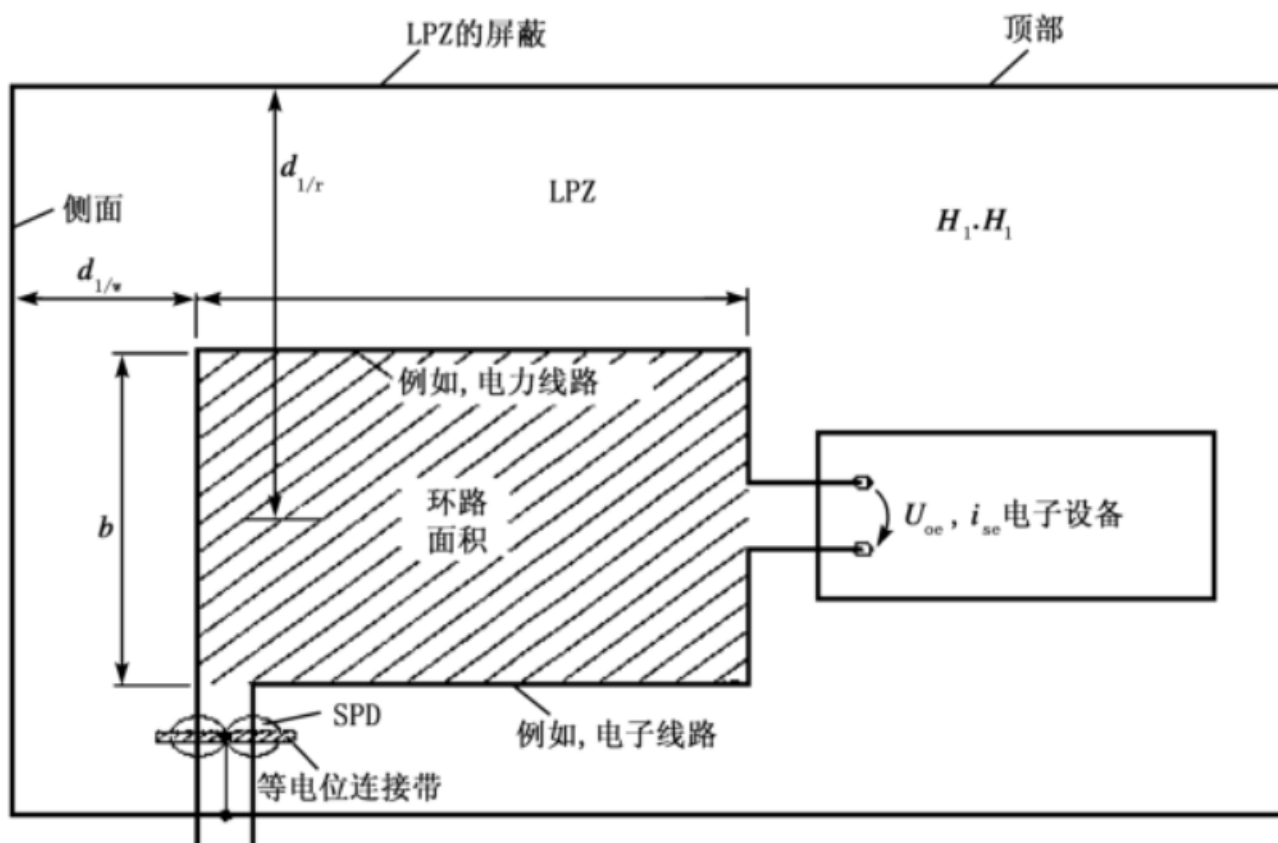 LPZ的屏蔽
顶部
d1/r
侧面
LPZ
H1.H1
d1/w
例如,电力线路
b
环路
面积
Uoe, ise电子设备
SPD
例如,电子线路
等电位连接带